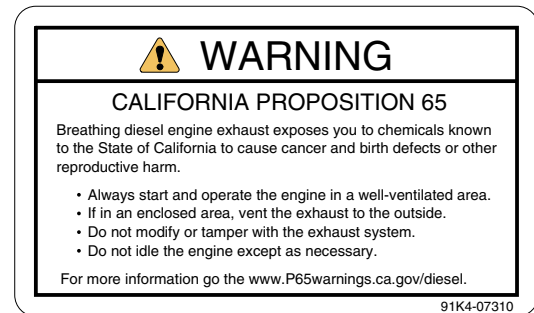 WARNING
CALIFORNIA PROPOSITION 65
Breathing diesel engine exhaust exposes you to chemicals known
to the State of California to cause cancer and birth defects or other
reproductive harm.
• Always start and operate the engine in a well-ventilated area.
• If in an enclosed area, vent the exhaust to the outside.
• Do not modify or tamper with the exhaust system.
• Do not idle the engine except as necessary.
For more information go the www.P65warnings.ca.gov/diesel.
91K4-07310